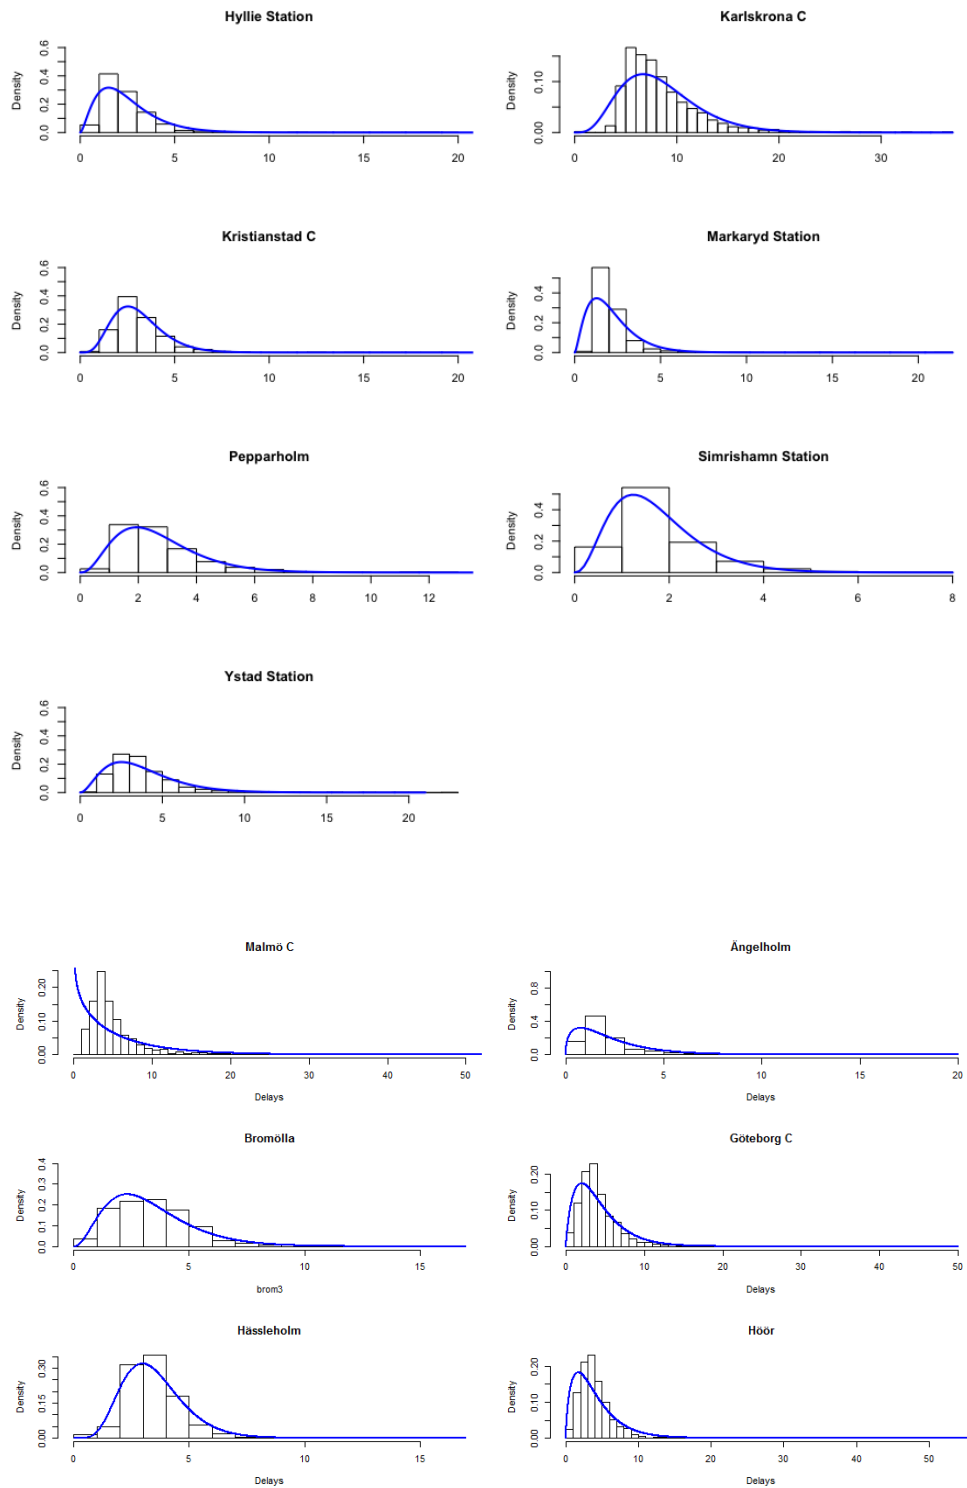 Hyllie Station
Density
0.0 0.2 0.4 0.6
0 5 10 15 20
Karlskrona C
Density
0.00 0.10
0 10 20 30
Kristianstad C
Density
0.0 0.2 0.4 0.6
0 5 10 15 20
Markaryd Station
Density
0.0 0.2 0.4
0 5 10 15 20
Pepparholm
Density
0.0 0.2 0.4 0.6
0 2 4 6 8 10 12
Simrishamn Station
Density
0.0 0.2 0.4
0 2 4 6 8
Ystad Station
Density
0.0 0.2 0.4 0.6
0 5 10 15 20
Malmö C
Density
0.00 0.10 0.20
0 10 20 30 40 50
Delays
Ängelholm
Density
0.0 0.4 0.8
0 5 10 15 20
Delays
Bromölla
Density
0.0 0.1 0.2 0.3 0.4
0 5 10 15
brom3
Göteborg C
Density
0.00 0.10 0.20
0 10 20 30 40 50
Delays
Hässleholm
Density
0.00 0.15 0.30
0 5 10 15
Delays
Höör
Density
0.00 0.10 0.20
0 10 20 30 40 50
Delays